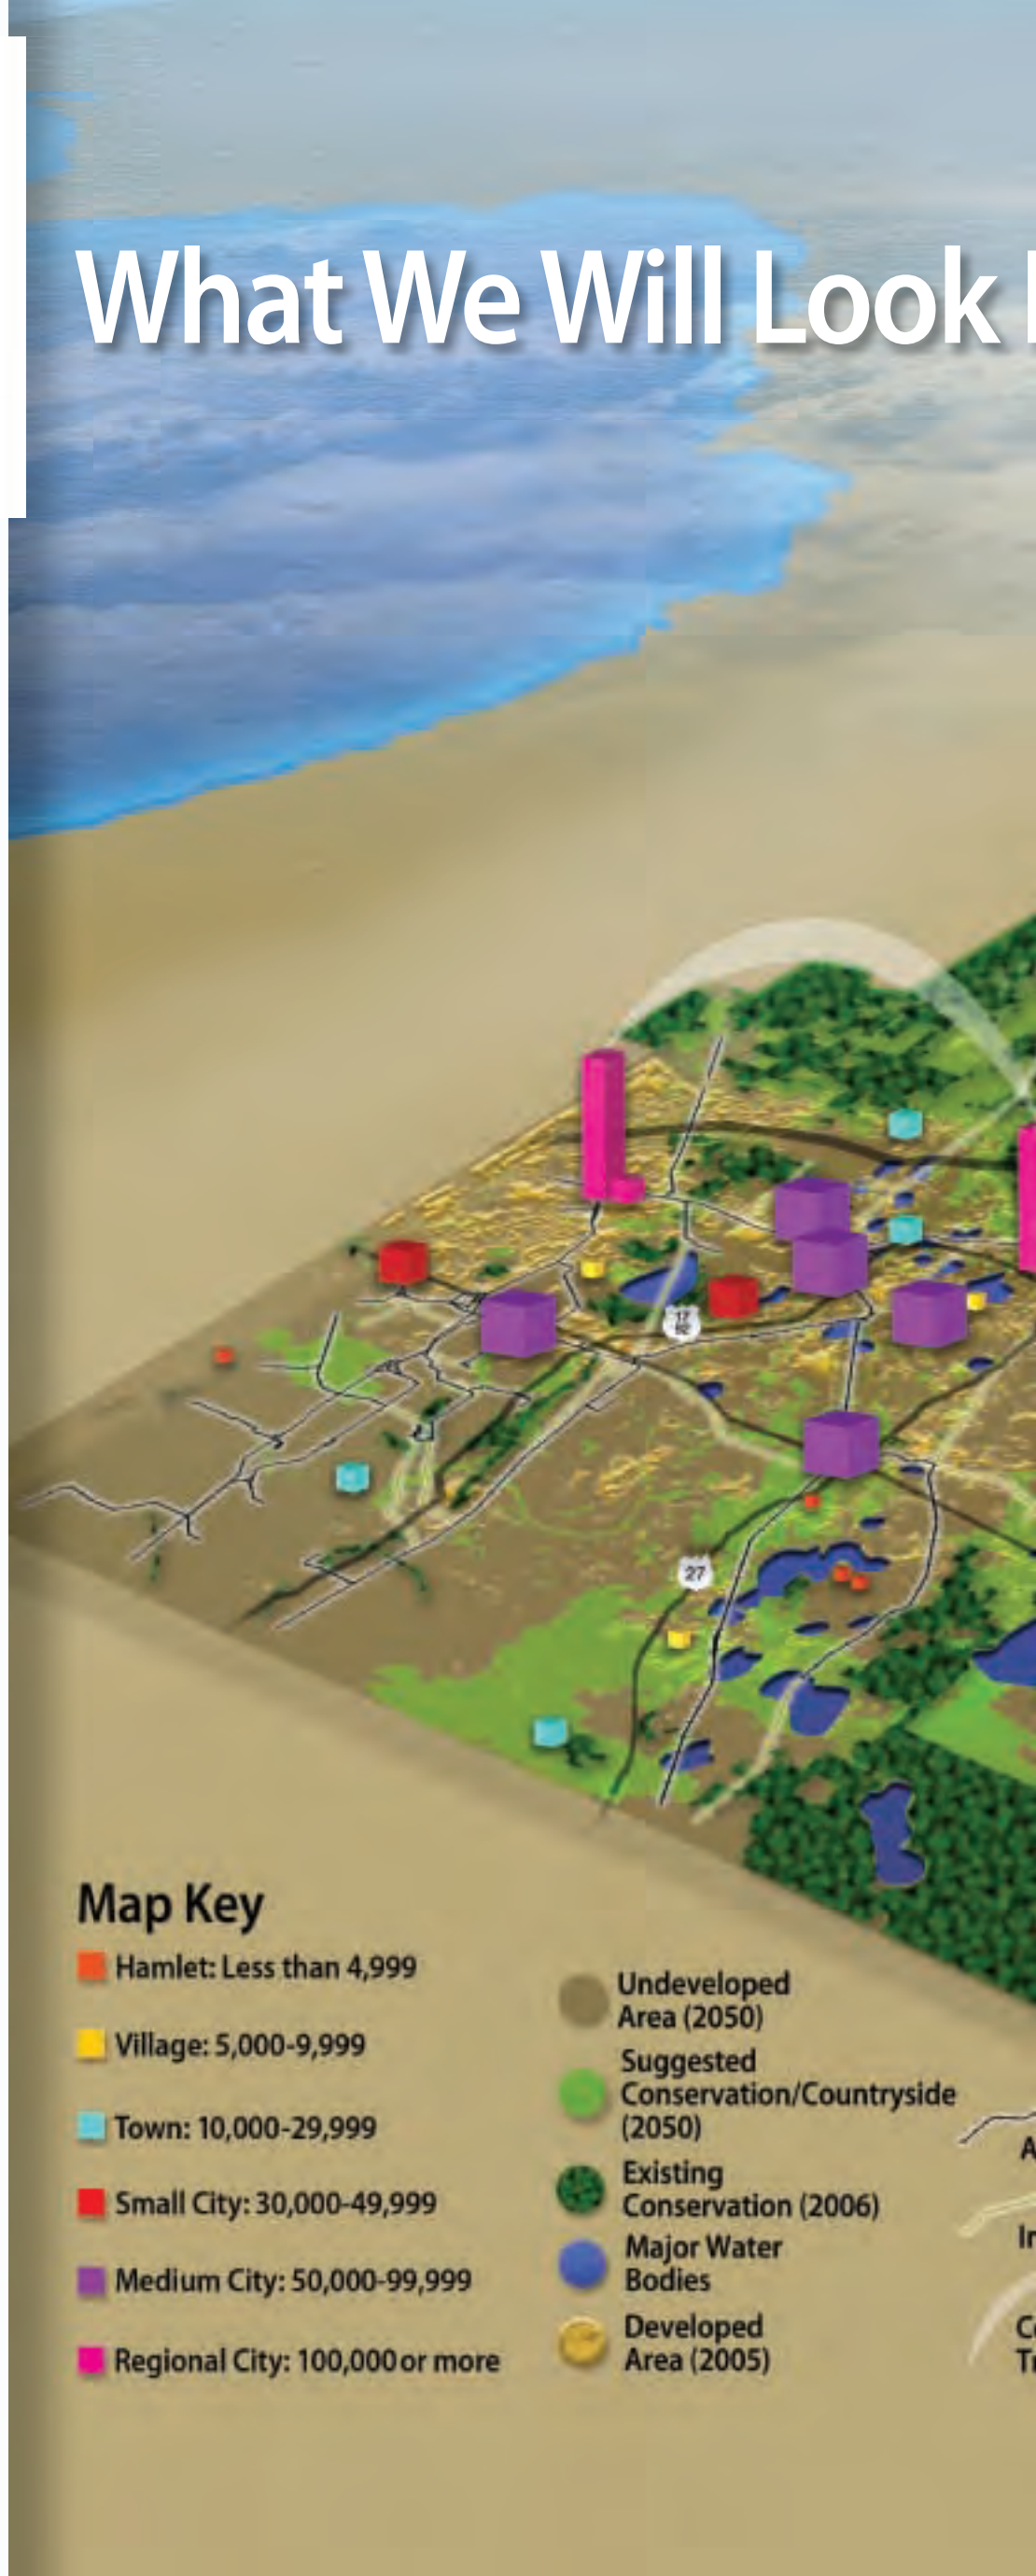 What We Will Look
17
92
27
Map Key
Hamlet: Less than 4,999
Village: 5,000-9,999
Town: 10,000-29,999
Small City: 30,000-49,999
Medium City: 50,000-99,999
Regional City: 100,000 or more
Undeveloped
Area (2050)
Suggested
Conservation/Countryside
(2050)
Existing
Conservation (2006)
Major Water
Bodies
Developed
Area (2005)